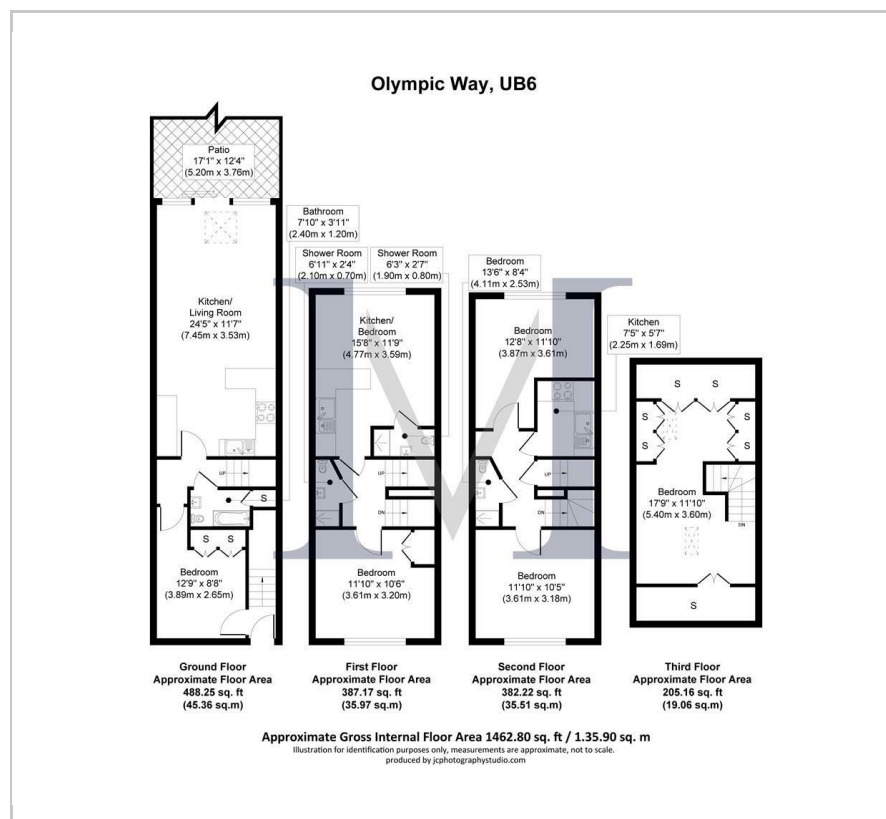 Olympic Way, UB6
Patio
17'1" x 12'4"
(5.20m x 3.76m)
Bathroom
7'10" x 3'11"
(2.40m x 1.20m)
Shower Room
6'11" x 2'4"
(2.10m x 0.70m)
Shower Room
6'3" x 2'7"
(1.90m x 0.80m)
Bedroom
13'6" x 8'4"
(4.11m x 2.53m)
Kitchen
7'5" x 5'7"
(2.25m x 1.69m)
Kitchen/
Living Room
24'5" x 11'7"
(7.45m x 3.53m)
UP
S
S S
Bedroom
12'9" x 8'8"
(3.89m x 2.65m)
Kitchen/
Bedroom
15'8" x 11'9"
(4.77m x 3.59m)
UP
DN
Bedroom
11'10" x 10'6"
(3.61m x 3.20m)
Bedroom
12'8" x 11'10"
(3.87m x 3.61m)
UP
DN
Bedroom
11'10" x 10'5"
(3.61m x 3.18m)
S S
S S
S S
Bedroom
17'9" x 11'10"
(5.40m x 3.60m)
DN
S
Ground Floor
Approximate Floor Area
488.25 sq. ft
(45.36 sq.m)
First Floor
Approximate Floor Area
387.17 sq. ft
(35.97 sq.m)
Second Floor
Approximate Floor Area
382.22 sq. ft
(35.51 sq.m)
Third Floor
Approximate Floor Area
205.16 sq. ft
(19.06 sq.m)
Approximate Gross Internal Floor Area 1462.80 sq. ft / 1.35.90 sq. m
Illustration for identification purposes only, measurements are approximate, not to scale.
produced by jcphotographystudio.com